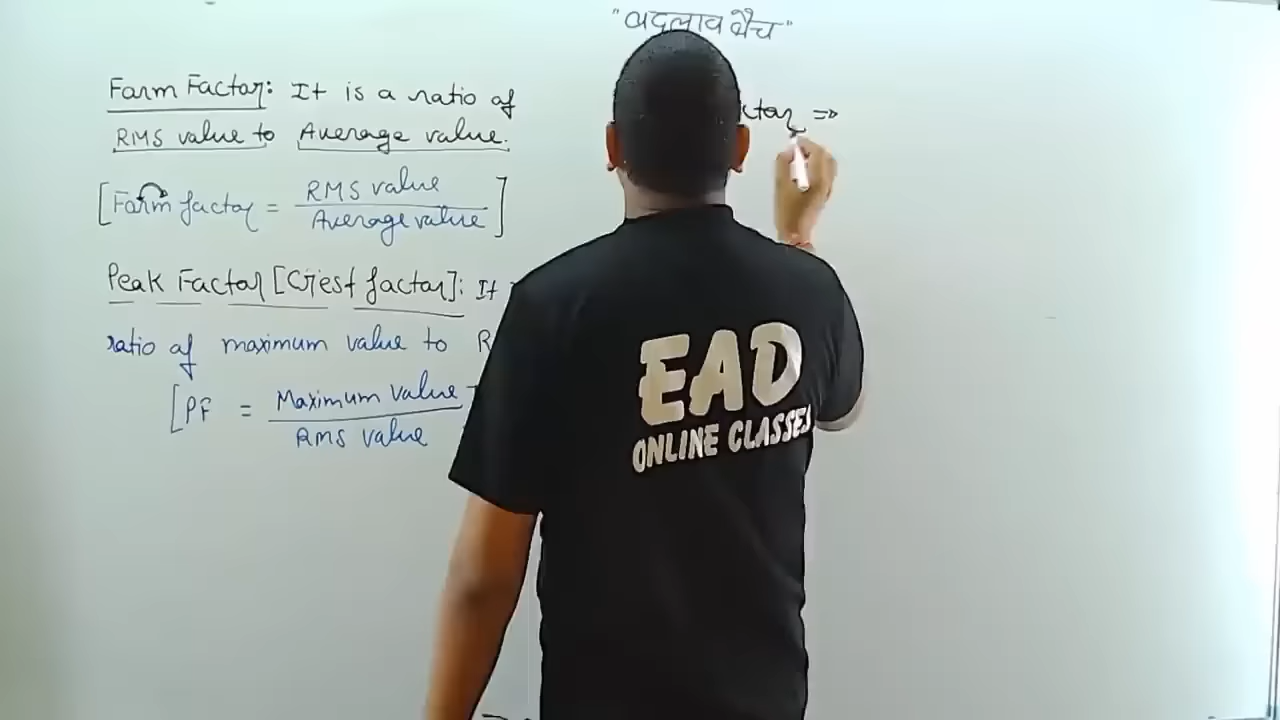 "बदलाव बैच"
Farm Factor: It is a ratio of
RMS value to Average value.
[Farm factor = RMS value
Average value]
Peak Factor [Crest factor]: It
ratio of maximum value to R
[PF = Maximum value
RMS value
ctor =>
EAD
ONLINE CLASSES